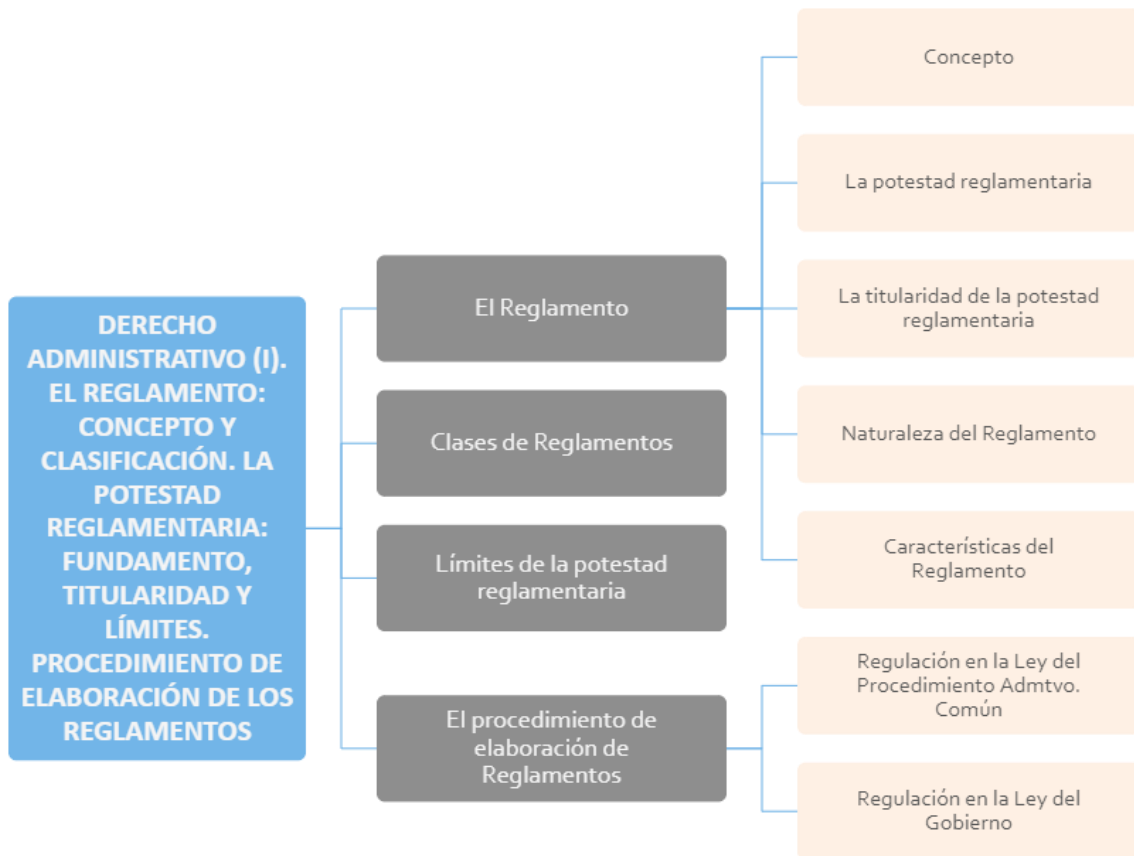 DERECHO
ADMINISTRATIVO (I).
EL REGLAMENTO:
CONCEPTO Y
CLASIFICACIÓN. LA
POTESTAD
REGLAMENTARIA:
FUNDAMENTO,
TITULARIDAD Y
LÍMITES.
PROCEDIMIENTO DE
ELABORACIÓN DE LOS
REGLAMENTOS
El Reglamento
Concepto
La potestad reglamentaria
La titularidad de la potestad
reglamentaria
Naturaleza del Reglamento
Características del
Reglamento
Clases de Reglamentos
Límites de la potestad
reglamentaria
El procedimiento de
elaboración de
Reglamentos
Regulación en la Ley del
Procedimiento Admtvo.
Común
Regulación en la Ley del
Gobierno